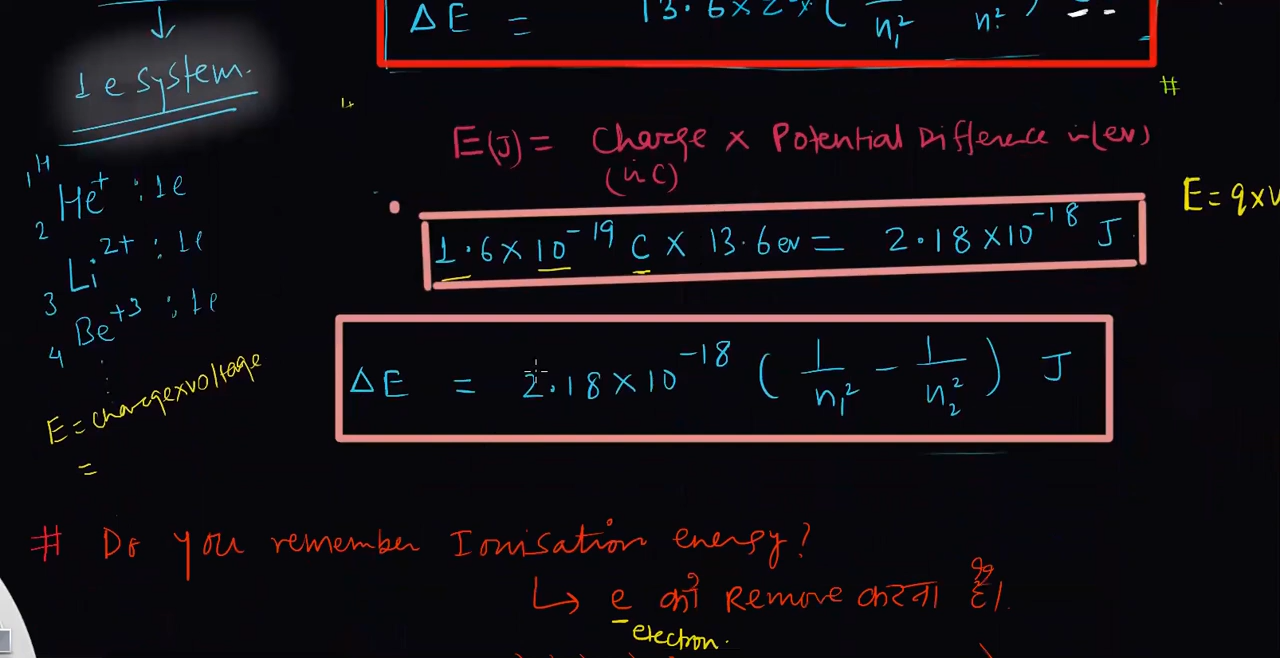 ΔE = 13.6 × z² × ( n₁² n₂²
↓
1 e system.
#
E(J) = Charge × Potential Difference in(ev)
(in C)
₁H
₂He⁺ : 1e
E = q×v
1.6 × 10⁻¹⁹ C × 13.6 ev = 2.18 × 10⁻¹⁸ J
₃Li²⁺ : 1e
₄Be⁺³ : 1e
ΔE = 2.18 × 10⁻¹⁸ ( 1/n₁² − 1/n₂² ) J
E = charge×voltage
=
# Do you remember Ionisation energy?
↳ e को Remove करना है।
electron.